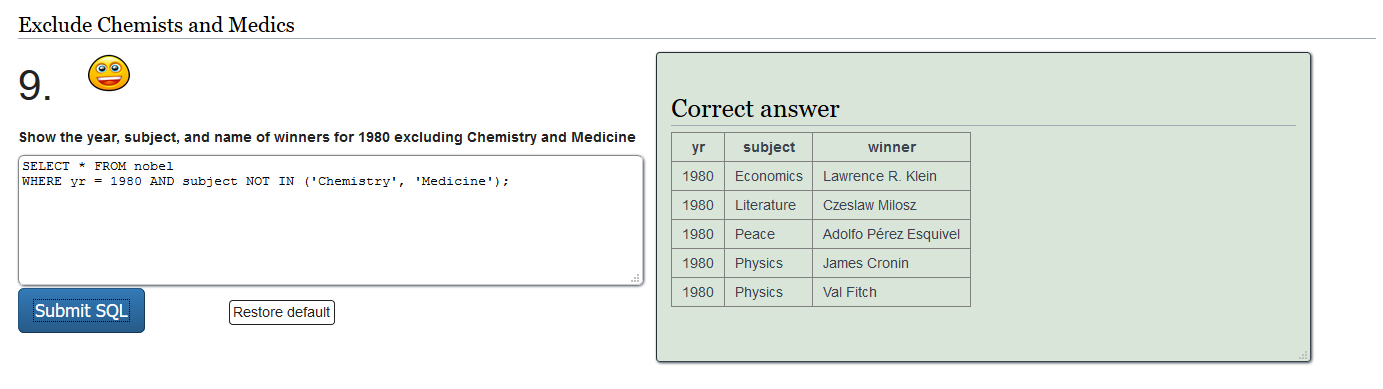 Exclude Chemists and Medics
9.
Show the year, subject, and name of winners for 1980 excluding Chemistry and Medicine
SELECT * FROM nobel
WHERE yr = 1980 AND subject NOT IN ('Chemistry', 'Medicine');
Submit SQL
Restore default
Correct answer
yr subject winner
1980 Economics Lawrence R. Klein
1980 Literature Czeslaw Milosz
1980 Peace Adolfo Pérez Esquivel
1980 Physics James Cronin
1980 Physics Val Fitch